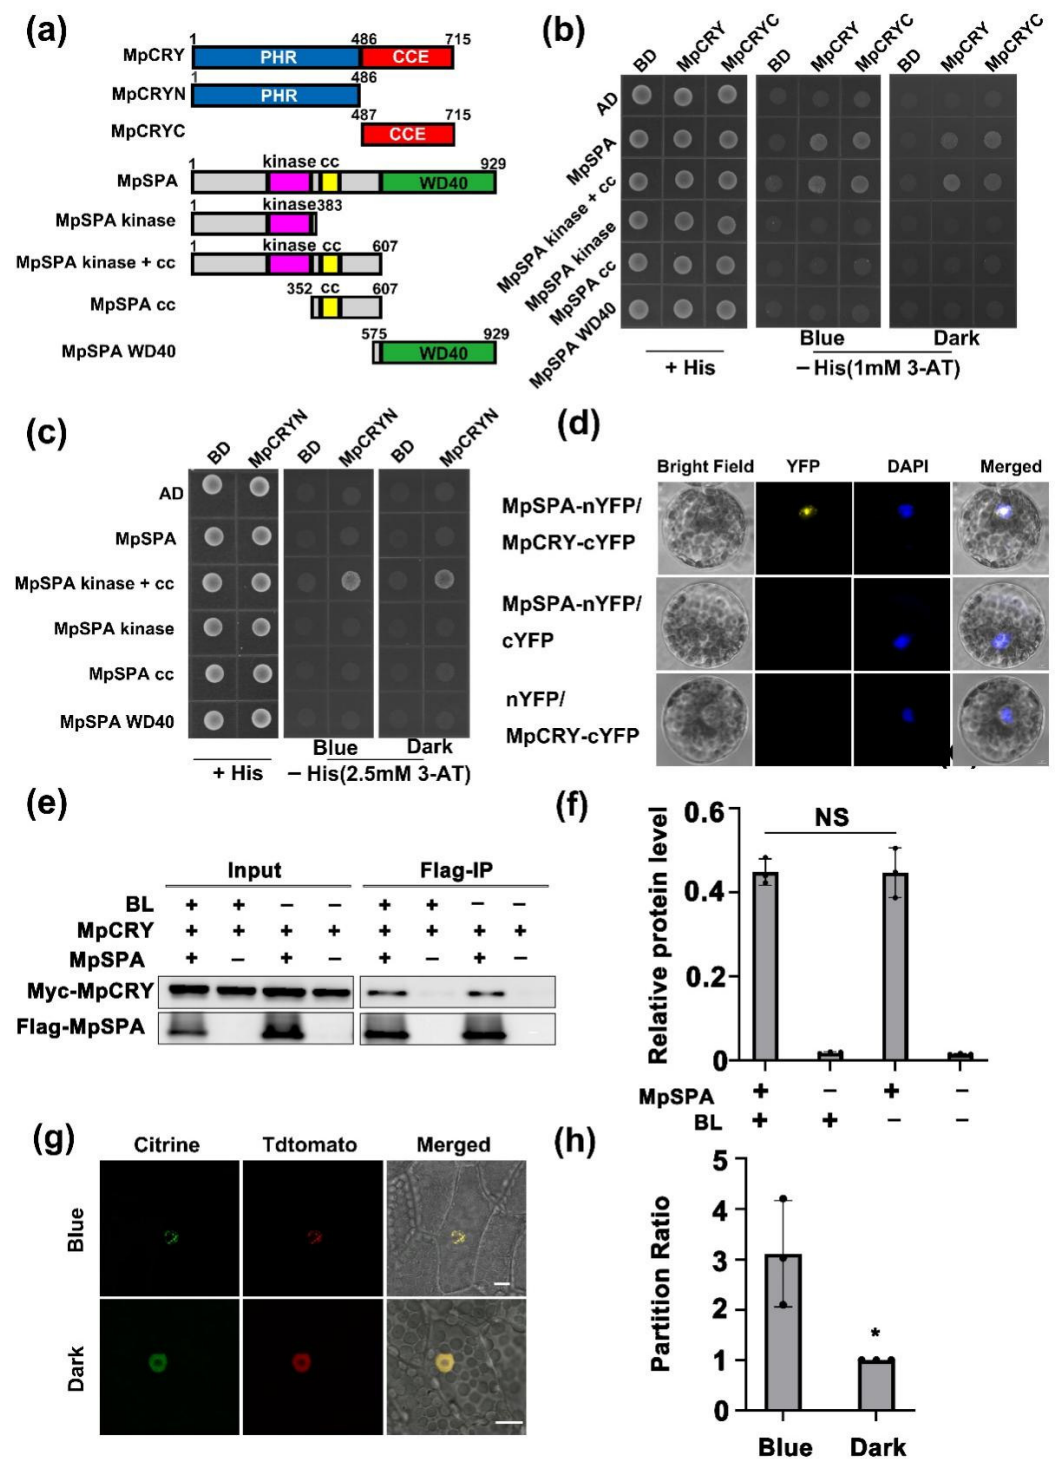 (a)
1 486 715
MpCRY PHR CCE
1 486
MpCRYN PHR
487 715
MpCRYC CCE
1 kinase cc 929
MpSPA WD40
1 kinase 383
MpSPA kinase
1 kinase cc 607
MpSPA kinase + cc
352 cc 607
MpSPA cc
575 929
MpSPA WD40
(b)
BD MpCRY MpCRYC BD MpCRY MpCRYC BD MpCRY MpCRYC
AD
MpSPA
MpSPA kinase + cc
MpSPA kinase
MpSPA cc
MpSPA WD40
Blue Dark
+ His – His(1mM 3-AT)
(c)
BD MpCRYN BD MpCRYN BD MpCRYN
AD
MpSPA
MpSPA kinase + cc
MpSPA kinase
MpSPA cc
MpSPA WD40
Blue Dark
+ His – His(2.5mM 3-AT)
(d)
Bright Field YFP DAPI Merged
MpSPA-nYFP/
MpCRY-cYFP
MpSPA-nYFP/
cYFP
nYFP/
MpCRY-cYFP
(e)
Input Flag-IP
BL + + – – + + – –
MpCRY + + + + + + + +
MpSPA + – + – + – + –
Myc-MpCRY
Flag-MpSPA
(f)
Relative protein level
0.6
0.4
0.2
0
NS
MpSPA + – + –
BL + + – –
(g)
Citrine Tdtomato Merged
Blue
Dark
(h)
Partition Ratio
5
4
3
2
1
0
*
Blue Dark